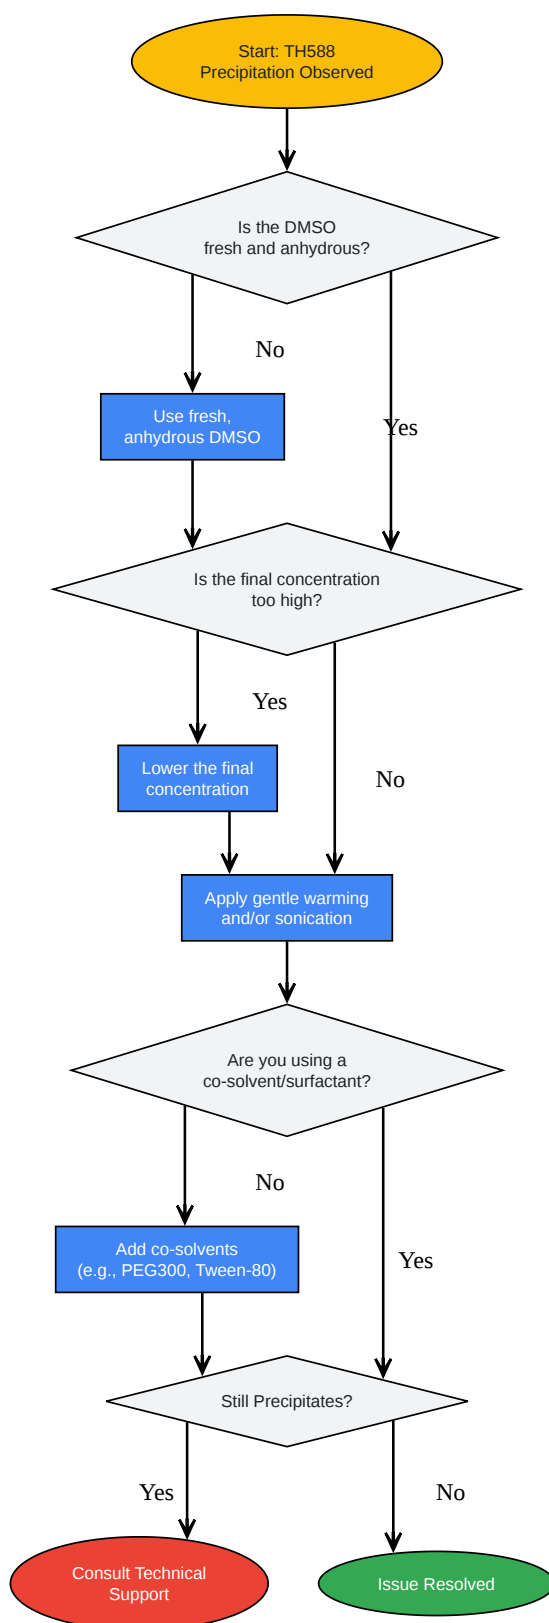 Start: TH588
Precipitation Observed
Is the DMSO
fresh and anhydrous?
No
Use fresh,
anhydrous DMSO
Yes
Is the final concentration
too high?
Yes
Lower the final
concentration
No
Apply gentle warming
and/or sonication
Are you using a
co-solvent/surfactant?
No
Add co-solvents
(e.g., PEG300, Tween-80)
Yes
Still Precipitates?
Yes
No
Consult Technical
Support
Issue Resolved